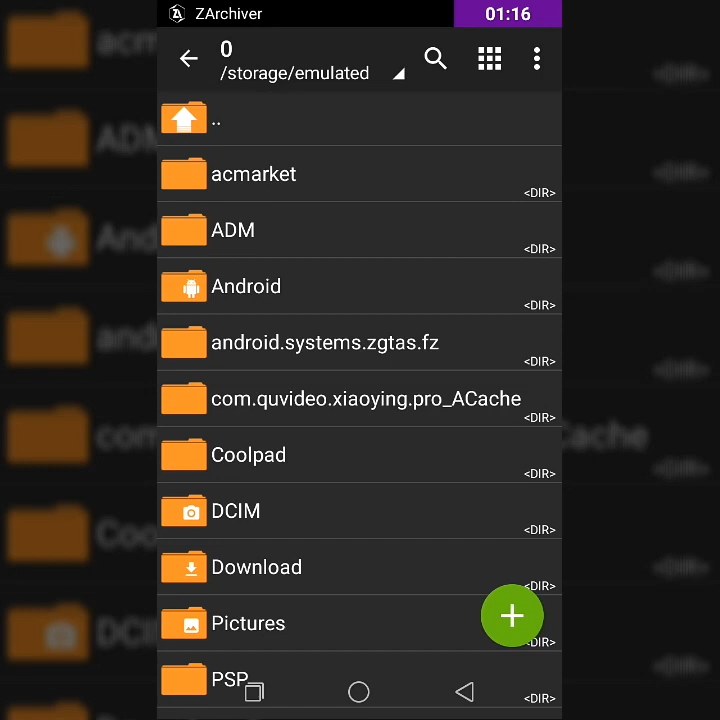 ZArchiver
01:16
0
/storage/emulated
..
acmarket
<DIR>
ADM
<DIR>
Android
<DIR>
android.systems.zgtas.fz
<DIR>
com.quvideo.xiaoying.pro_ACache
<DIR>
Coolpad
<DIR>
DCIM
<DIR>
Download
<DIR>
Pictures
<DIR>
PSP
<DIR>